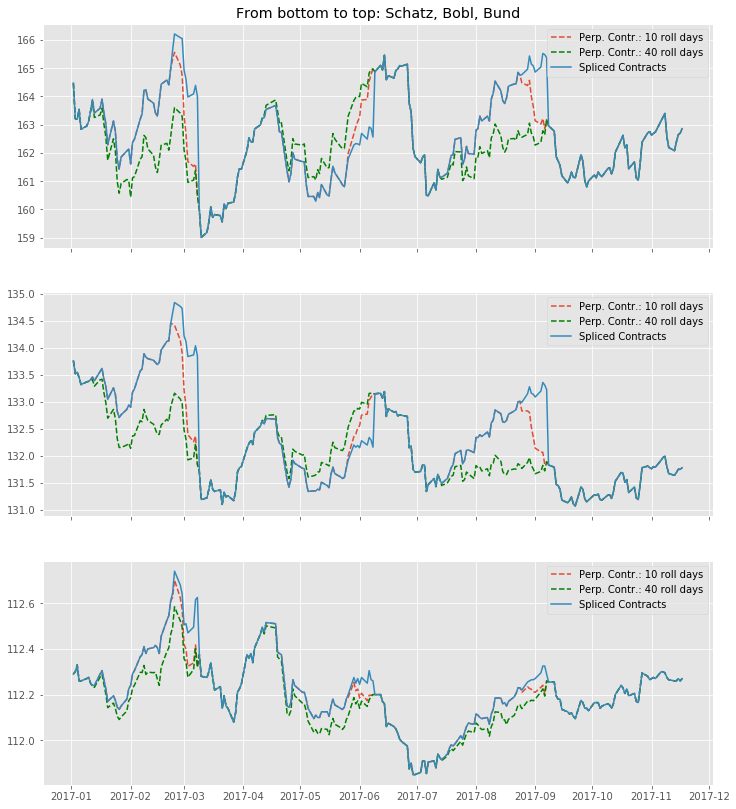 From bottom to top: Schatz, Bobl, Bund
166
165
164
163
162
161
160
159
Perp. Contr.: 10 roll days
Perp. Contr.: 40 roll days
Spliced Contracts
135.0
134.5
134.0
133.5
133.0
132.5
132.0
131.5
131.0
Perp. Contr.: 10 roll days
Perp. Contr.: 40 roll days
Spliced Contracts
112.6
112.4
112.2
112.0
Perp. Contr.: 10 roll days
Perp. Contr.: 40 roll days
Spliced Contracts
2017-01 2017-02 2017-03 2017-04 2017-05 2017-06 2017-07 2017-08 2017-09 2017-10 2017-11 2017-12